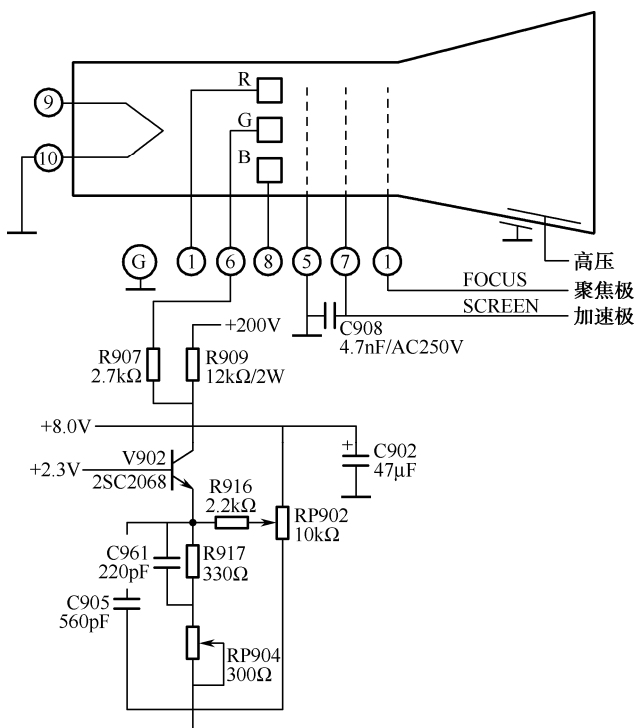 R
9
G
B
10
G
1
6
8
5
7
1
高压
FOCUS
聚焦极
SCREEN
加速极
+200V
C908
4.7nF/AC250V
R907
2.7kΩ
R909
12kΩ/2W
+8.0V
+
C902
47μF
V902
+2.3V
2SC2068
R916
2.2kΩ
RP902
10kΩ
C961
220pF
R917
330Ω
C905
560pF
RP904
300Ω